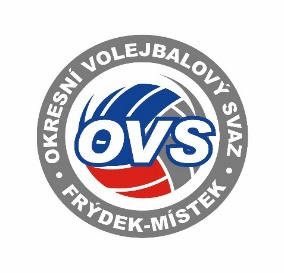 OKRESNÍ VOLEJBALOVÝ SVAZ
OVS
• FRÝDEK-MÍSTEK •